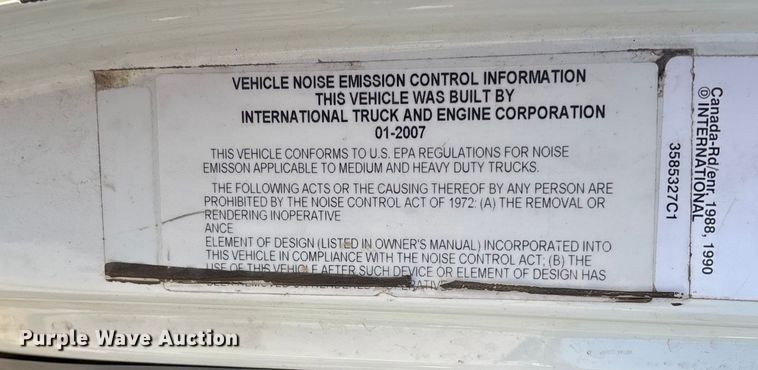 VEHICLE NOISE EMISSION CONTROL INFORMATION
THIS VEHICLE WAS BUILT BY
INTERNATIONAL TRUCK AND ENGINE CORPORATION
01-2007
THIS VEHICLE CONFORMS TO U.S. EPA REGULATIONS FOR NOISE
EMISSON APPLICABLE TO MEDIUM AND HEAVY DUTY TRUCKS.
THE FOLLOWING ACTS OR THE CAUSING THEREOF BY ANY PERSON ARE
PROHIBITED BY THE NOISE CONTROL ACT OF 1972: (A) THE REMOVAL OR
RENDERING INOPERATIVE
ANCE
ELEMENT OF DESIGN (LISTED IN OWNER'S MANUAL) INCORPORATED INTO
THIS VEHICLE IN COMPLIANCE WITH THE NOISE CONTROL ACT; (B) THE
USE OF THIS VEHICLE AFTER SUCH DEVICE OR ELEMENT OF DESIGN HAS
Canada-Rd/enr, 1988, 1990
© INTERNATIONAL
3585327C1
Purple Wave Auction